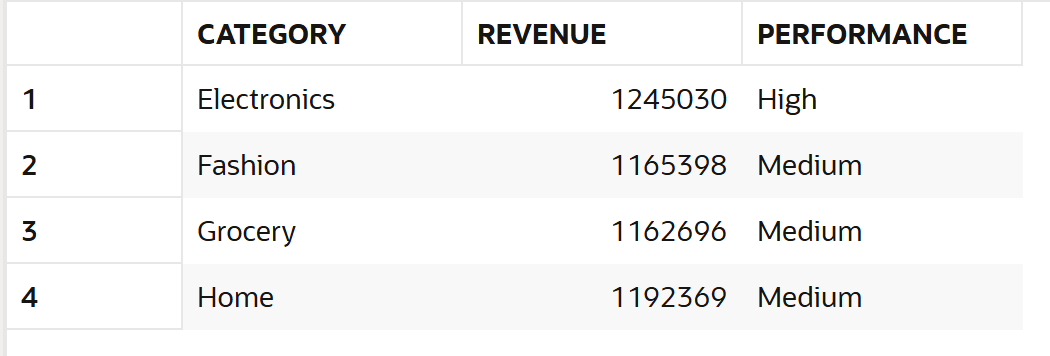 CATEGORY REVENUE PERFORMANCE
1 Electronics 1245030 High
2 Fashion 1165398 Medium
3 Grocery 1162696 Medium
4 Home 1192369 Medium